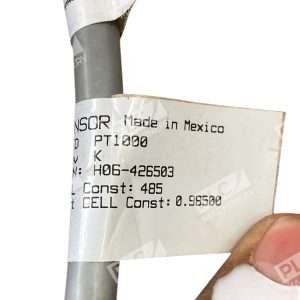 NSOR Made in Mexico
D PT1000
V K
N: H06-426503
L Const: 485
t CELL Const: 0.98500